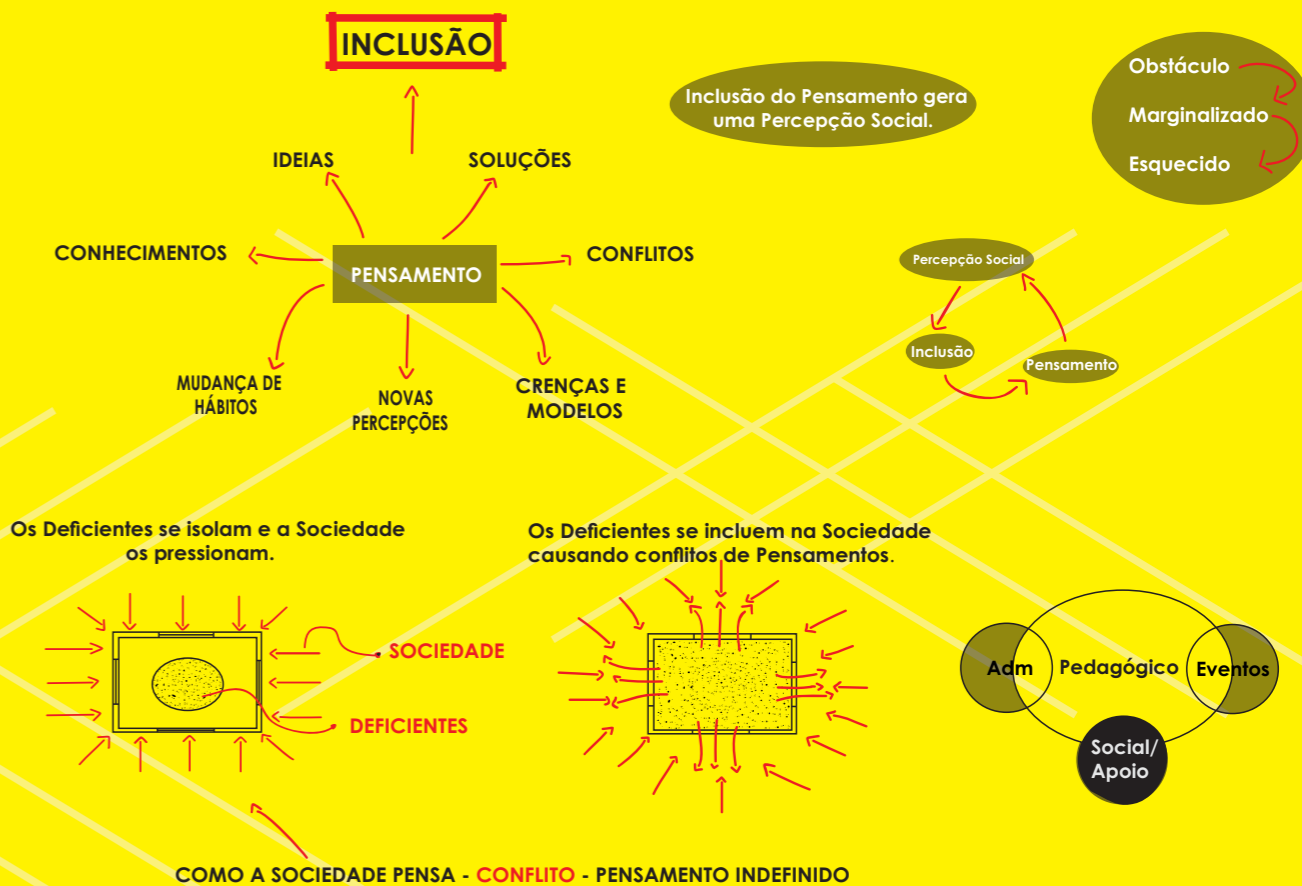 INCLUSÃO
Inclusão do Pensamento gera
uma Percepção Social.
Obstáculo
Marginalizado
Esquecido
IDEIAS
SOLUÇÕES
CONHECIMENTOS
PENSAMENTO
CONFLITOS
MUDANÇA DE
HÁBITOS
NOVAS
PERCEPÇÕES
CRENÇAS E
MODELOS
Percepção Social
Inclusão
Pensamento
Os Deficientes se isolam e a Sociedade
os pressionam.
SOCIEDADE
DEFICIENTES
Os Deficientes se incluem na Sociedade
causando conflitos de Pensamentos.
Adm
Pedagógico
Eventos
Social/
Apoio
COMO A SOCIEDADE PENSA - CONFLITO - PENSAMENTO INDEFINIDO